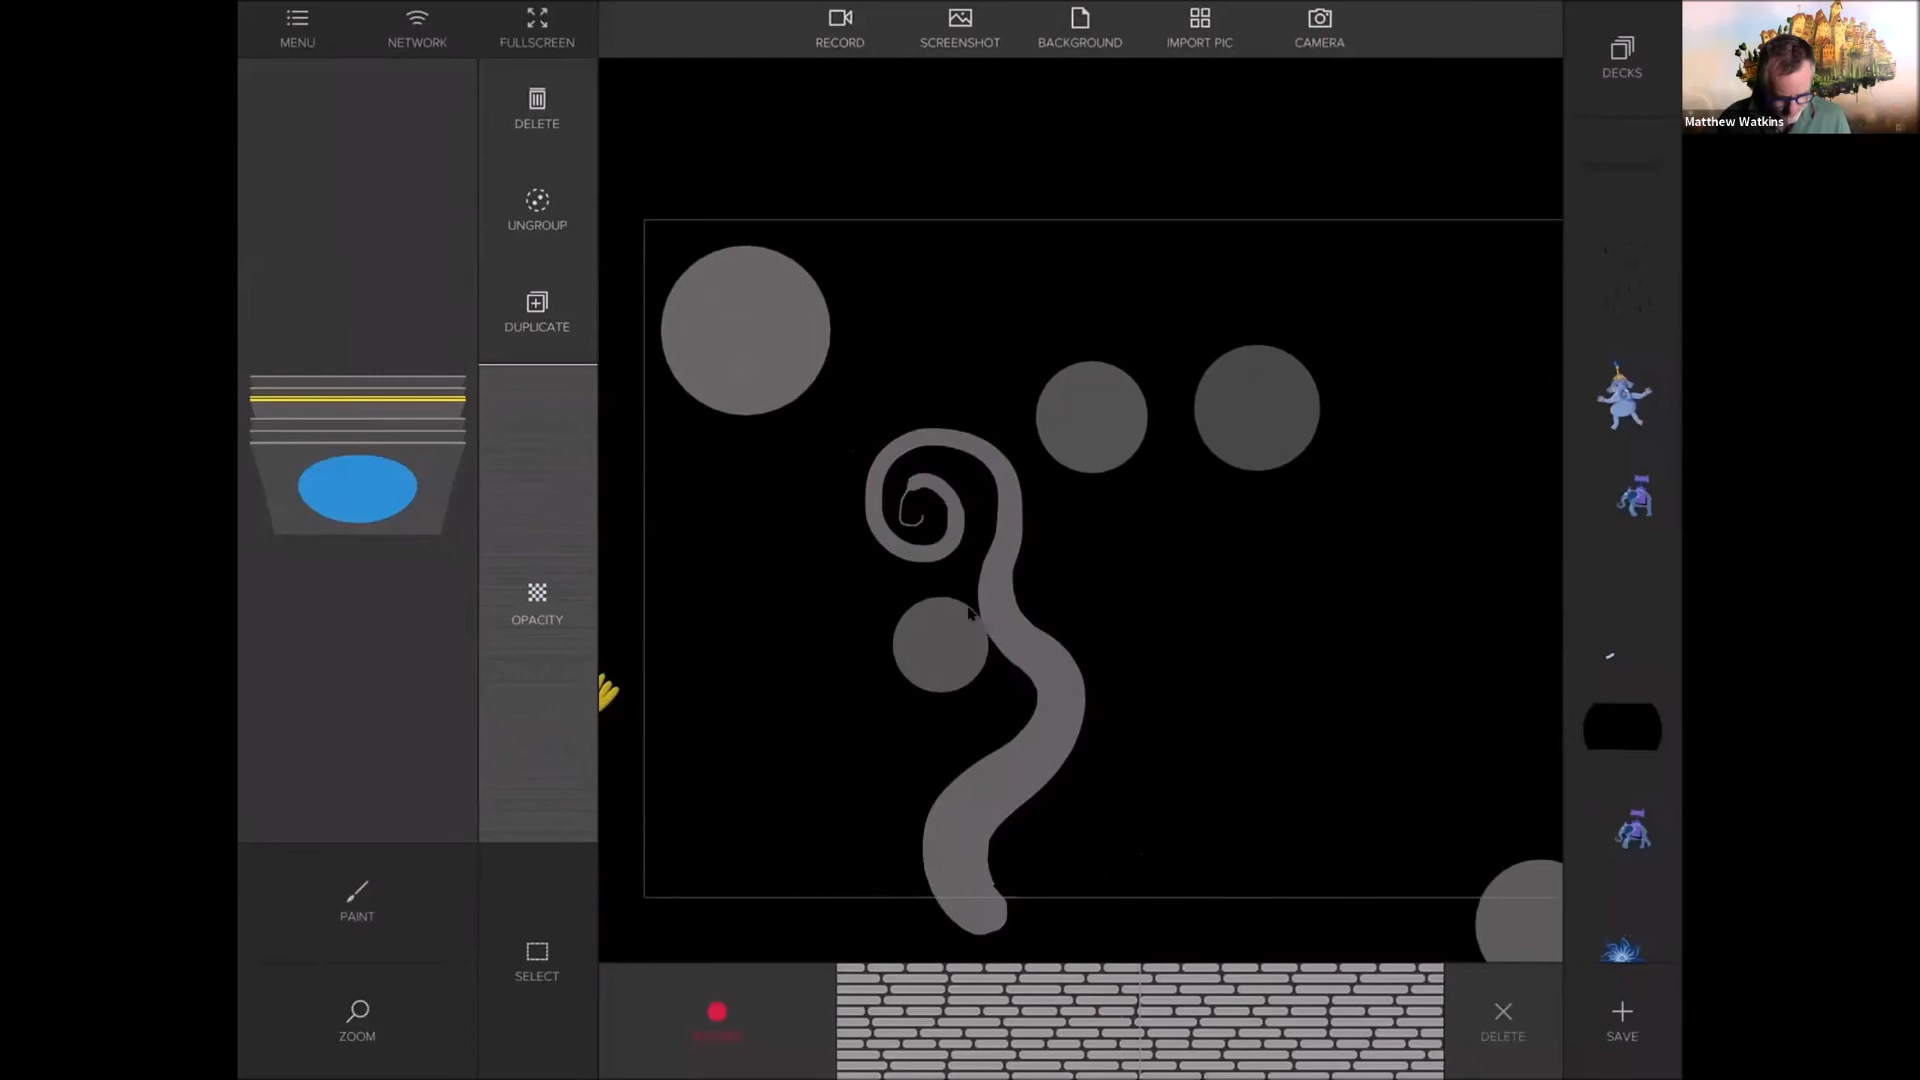 MENU
NETWORK
FULLSCREEN
RECORD
SCREENSHOT
BACKGROUND
IMPORT PIC
CAMERA
DECKS
Matthew Watkins
DELETE
UNGROUP
DUPLICATE
OPACITY
PAINT
SELECT
ZOOM
DELETE
SAVE